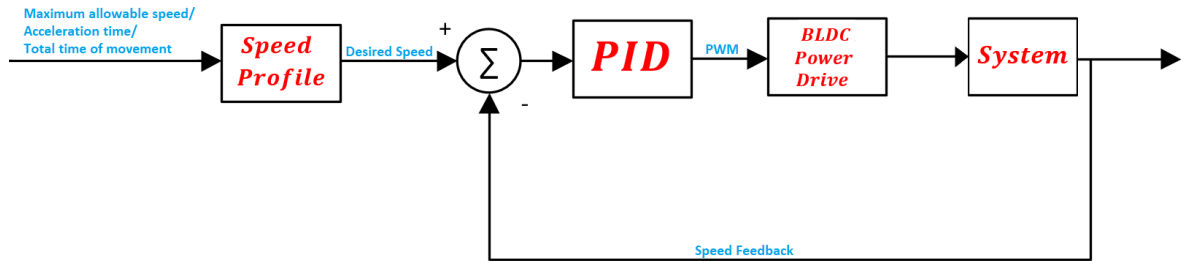 Maximum allowable speed/
Acceleration time/
Total time of movement
Speed
Profile
Desired Speed
+
Σ
-
PID
PWM
BLDC
Power
Drive
System
Speed Feedback